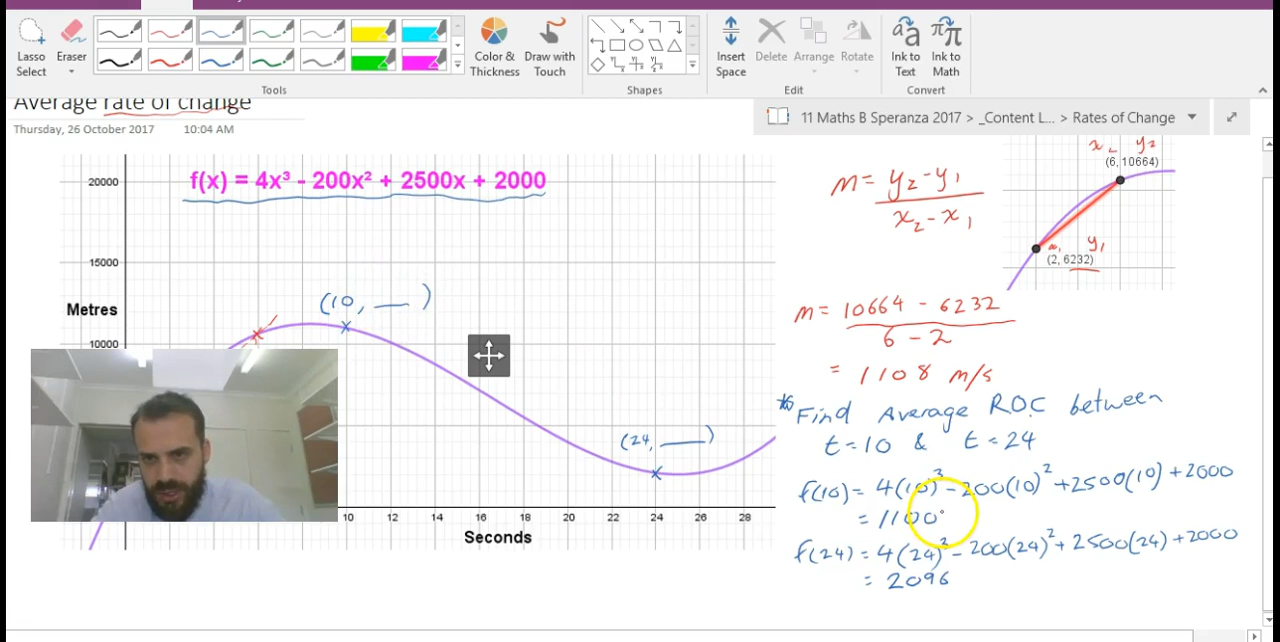 Lasso Select
Eraser
Color & Thickness
Draw with Touch
Insert Space
Delete
Arrange
Rotate
Ink to Text
Ink to Math
Tools
Shapes
Edit
Convert
Average rate of change
Thursday, 26 October 2017 10:04 AM
11 Maths B Speranza 2017 > _Content L... > Rates of Change
f(x) = 4x³ - 200x² + 2500x + 2000
20000
15000
Metres
10000
(10, __ )
(24, __ )
10 12 14 16 18 20 22 24 26 28
Seconds
m = y₂ - y₁
x₂ - x₁
x₂ y₂
(6, 10664)
x₁ y₁
(2, 6232)
m = 10664 - 6232
6 - 2
= 1108 m/s
Find Average ROC between
t = 10 & t = 24
f(10) = 4(10)³ - 200(10)² + 2500(10) + 2000
= 1100
f(24) = 4(24)³ - 200(24)² + 2500(24) + 2000
= 2096